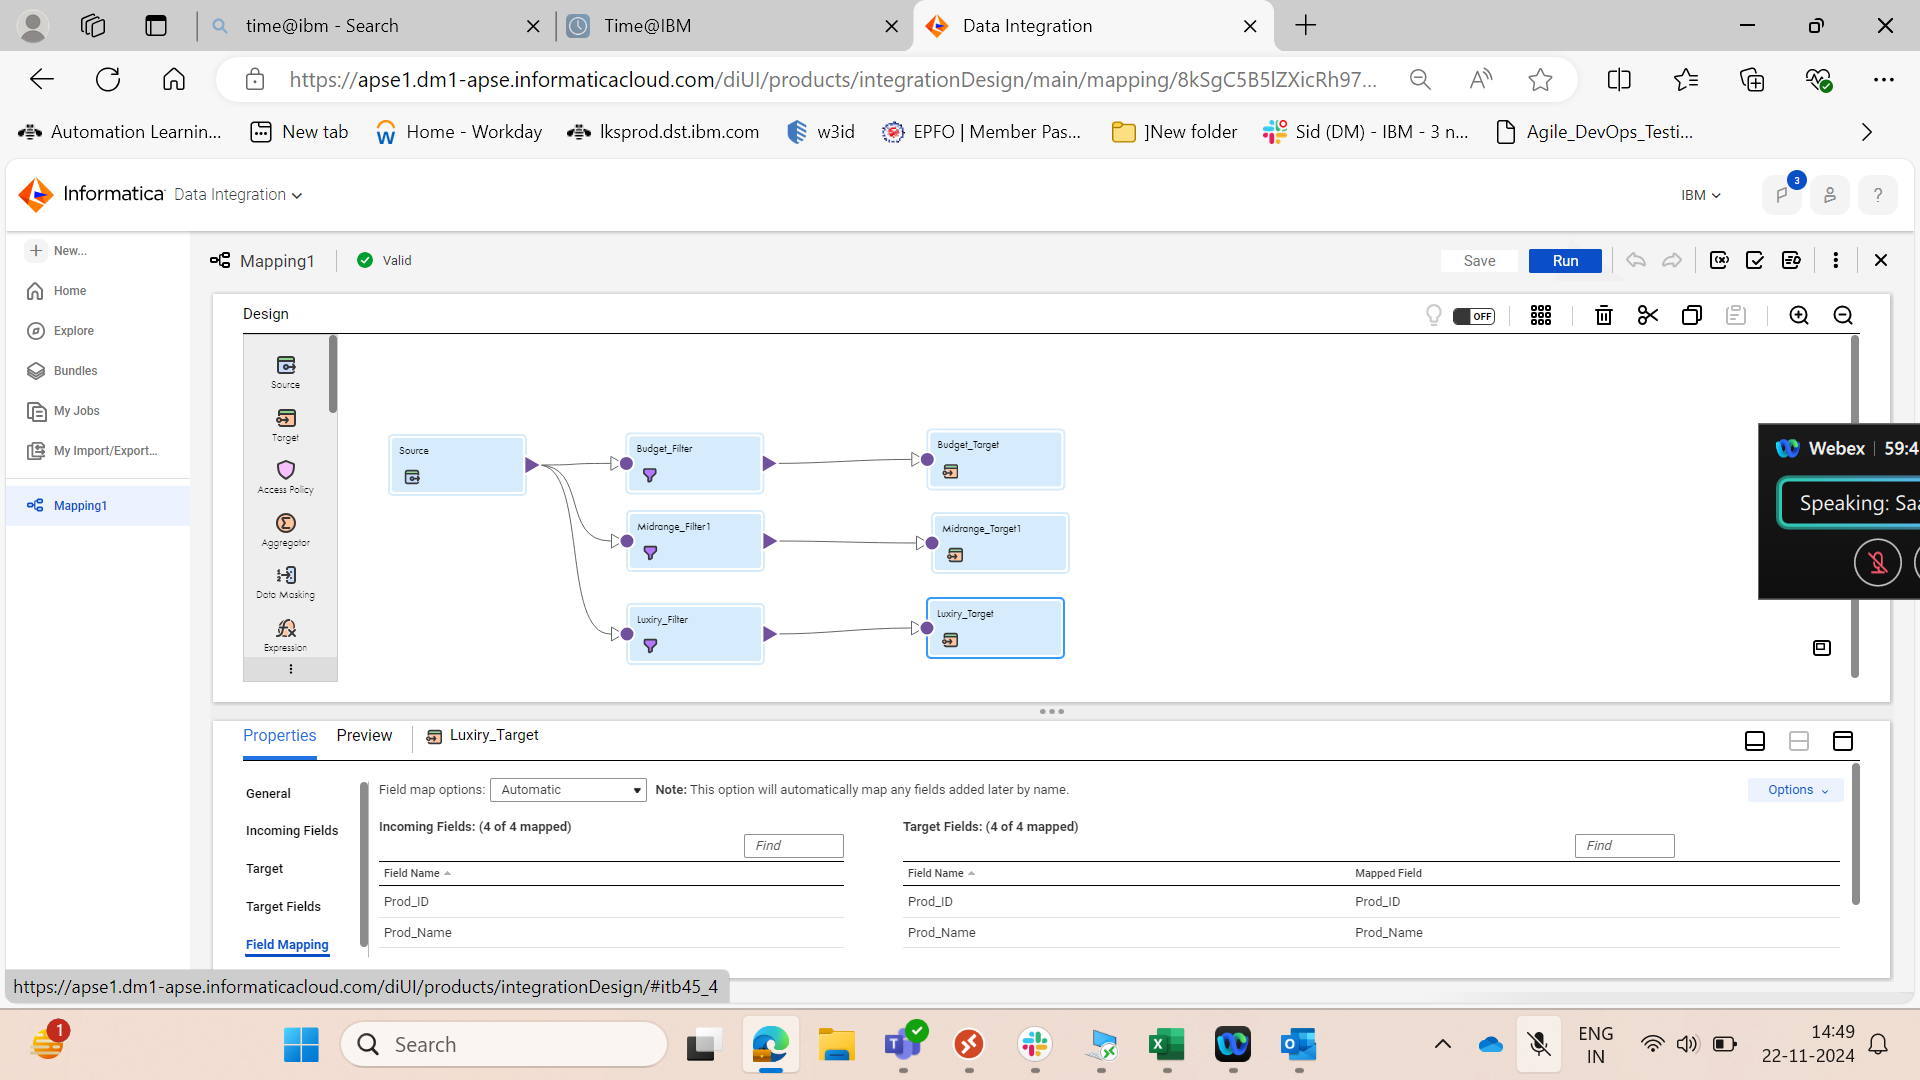 time@ibm - Search
Time@IBM
Data Integration
https://apse1.dm1-apse.informaticacloud.com/diUI/products/integrationDesign/main/mapping/8kSgC5B5lZXicRh97...
Automation Learnin...
New tab
Home - Workday
lksprod.dst.ibm.com
w3id
EPFO | Member Pas...
]New folder
Sid (DM) - IBM - 3 n...
Agile_DevOps_Testi...
Informatica Data Integration
IBM
3
New...
Home
Explore
Bundles
My Jobs
My Import/Export...
Mapping1
Mapping1
Valid
Save
Run
Design
OFF
Source
Target
Access Policy
Aggregator
Data Masking
Expression
Source
Budget_Filter
Budget_Target
Midrange_Filter1
Midrange_Target1
Luxiry_Filter
Luxiry_Target
Webex
59:4
Speaking: Saa
Properties
Preview
Luxiry_Target
General
Incoming Fields
Target
Target Fields
Field Mapping
Field map options: Automatic Note: This option will automatically map any fields added later by name.
Options
Incoming Fields: (4 of 4 mapped)
Target Fields: (4 of 4 mapped)
Find
Find
Field Name
Field Name
Mapped Field
Prod_ID
Prod_ID
Prod_ID
Prod_Name
Prod_Name
Prod_Name
https://apse1.dm1-apse.informaticacloud.com/diUI/products/integrationDesign/#itb45_4
1
Search
ENG
IN
14:49
22-11-2024